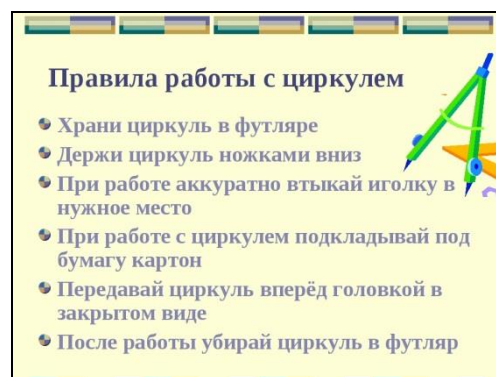 Правила работы с циркулем
Храни циркуль в футляре
Держи циркуль ножками вниз
При работе аккуратно втыкай иголку в
нужное место
При работе с циркулем подкладывай под
бумагу картон
Передавай циркуль вперёд головкой в
закрытом виде
После работы убирай циркуль в футляр